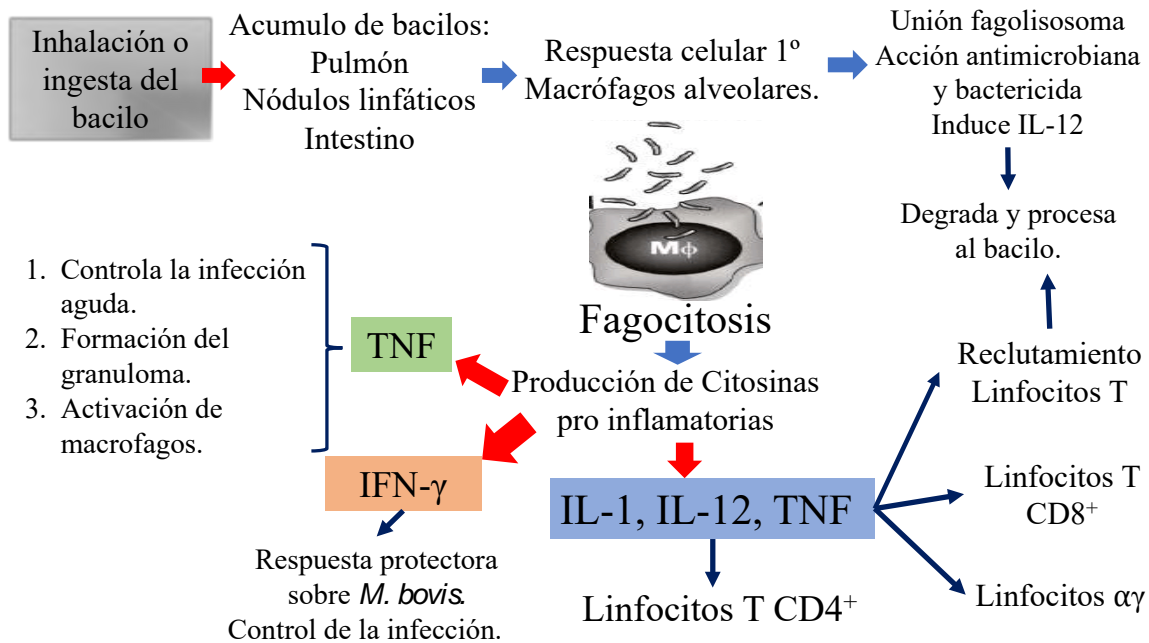 Inhalación o
ingesta del
bacilo
Acumulo de bacilos:
Pulmón
Nódulos linfáticos
Intestino
Respuesta celular 1º
Macrófagos alveolares.
Unión fagolisosoma
Acción antimicrobiana
y bactericida
Induce IL-12
Degrada y procesa
al bacilo.
Mϕ
Fagocitosis
1. Controla la infección
aguda.
2. Formación del
granuloma.
3. Activación de
macrofagos.
TNF
Producción de Citosinas
pro inflamatorias
Reclutamiento
Linfocitos T
IFN-γ
IL-1, IL-12, TNF
Linfocitos T
CD8⁺
Respuesta protectora
sobre M. bovis.
Control de la infección.
Linfocitos T CD4⁺
Linfocitos αγ